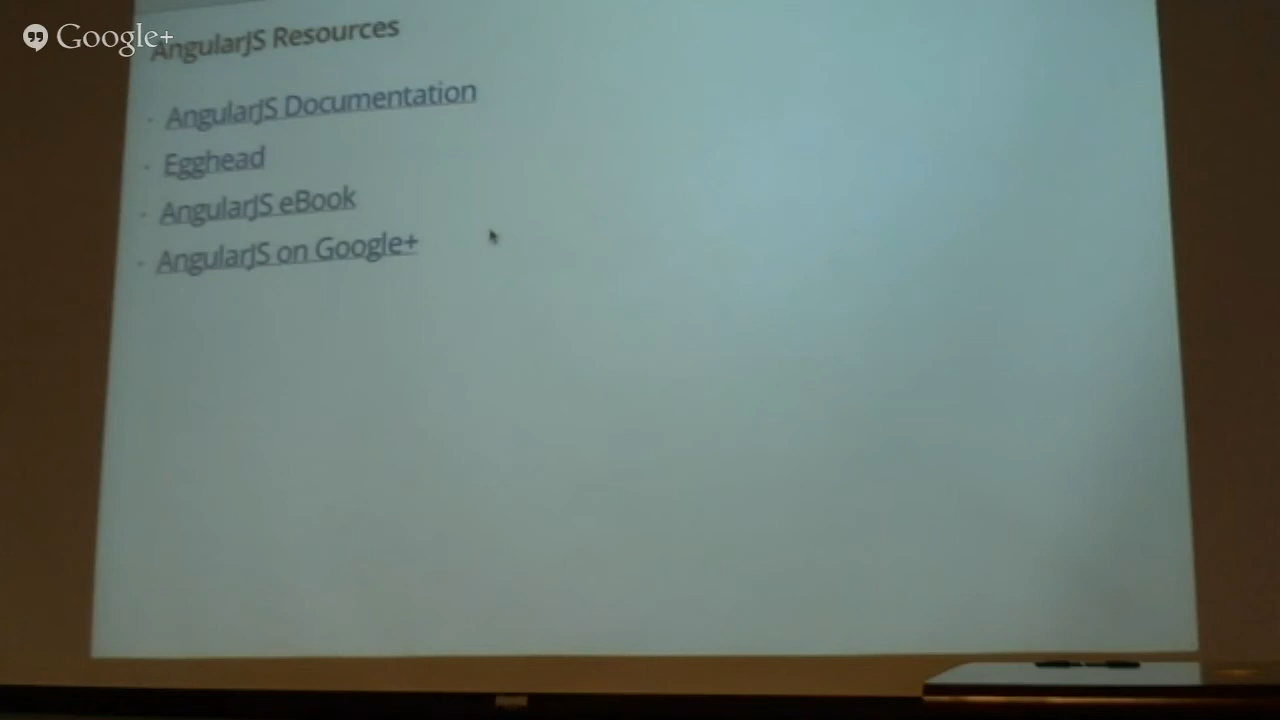 Google+
AngularJS Resources
AngularJS Documentation
Egghead
AngularJS eBook
AngularJS on Google+